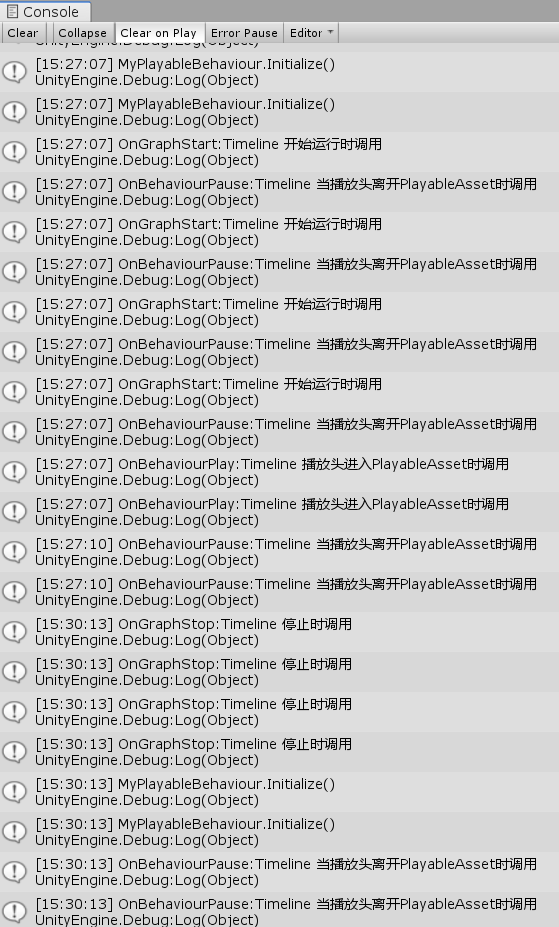 Console
Clear Collapse Clear on Play Error Pause Editor
UnityEngine.Debug:Log(Object)
[15:27:07] MyPlayableBehaviour.Initialize()
UnityEngine.Debug:Log(Object)
[15:27:07] MyPlayableBehaviour.Initialize()
UnityEngine.Debug:Log(Object)
[15:27:07] OnGraphStart:Timeline 开始运行时调用
UnityEngine.Debug:Log(Object)
[15:27:07] OnBehaviourPause:Timeline 当播放头离开PlayableAsset时调用
UnityEngine.Debug:Log(Object)
[15:27:07] OnGraphStart:Timeline 开始运行时调用
UnityEngine.Debug:Log(Object)
[15:27:07] OnBehaviourPause:Timeline 当播放头离开PlayableAsset时调用
UnityEngine.Debug:Log(Object)
[15:27:07] OnGraphStart:Timeline 开始运行时调用
UnityEngine.Debug:Log(Object)
[15:27:07] OnBehaviourPause:Timeline 当播放头离开PlayableAsset时调用
UnityEngine.Debug:Log(Object)
[15:27:07] OnGraphStart:Timeline 开始运行时调用
UnityEngine.Debug:Log(Object)
[15:27:07] OnBehaviourPause:Timeline 当播放头离开PlayableAsset时调用
UnityEngine.Debug:Log(Object)
[15:27:07] OnBehaviourPlay:Timeline 播放头进入PlayableAsset时调用
UnityEngine.Debug:Log(Object)
[15:27:07] OnBehaviourPlay:Timeline 播放头进入PlayableAsset时调用
UnityEngine.Debug:Log(Object)
[15:27:10] OnBehaviourPause:Timeline 当播放头离开PlayableAsset时调用
UnityEngine.Debug:Log(Object)
[15:27:10] OnBehaviourPause:Timeline 当播放头离开PlayableAsset时调用
UnityEngine.Debug:Log(Object)
[15:30:13] OnGraphStop:Timeline 停止时调用
UnityEngine.Debug:Log(Object)
[15:30:13] OnGraphStop:Timeline 停止时调用
UnityEngine.Debug:Log(Object)
[15:30:13] OnGraphStop:Timeline 停止时调用
UnityEngine.Debug:Log(Object)
[15:30:13] OnGraphStop:Timeline 停止时调用
UnityEngine.Debug:Log(Object)
[15:30:13] MyPlayableBehaviour.Initialize()
UnityEngine.Debug:Log(Object)
[15:30:13] MyPlayableBehaviour.Initialize()
UnityEngine.Debug:Log(Object)
[15:30:13] OnBehaviourPause:Timeline 当播放头离开PlayableAsset时调用
UnityEngine.Debug:Log(Object)
[15:30:13] OnBehaviourPause:Timeline 当播放头离开PlayableAsset时调用
UnityEngine.Debug:Log(Object)